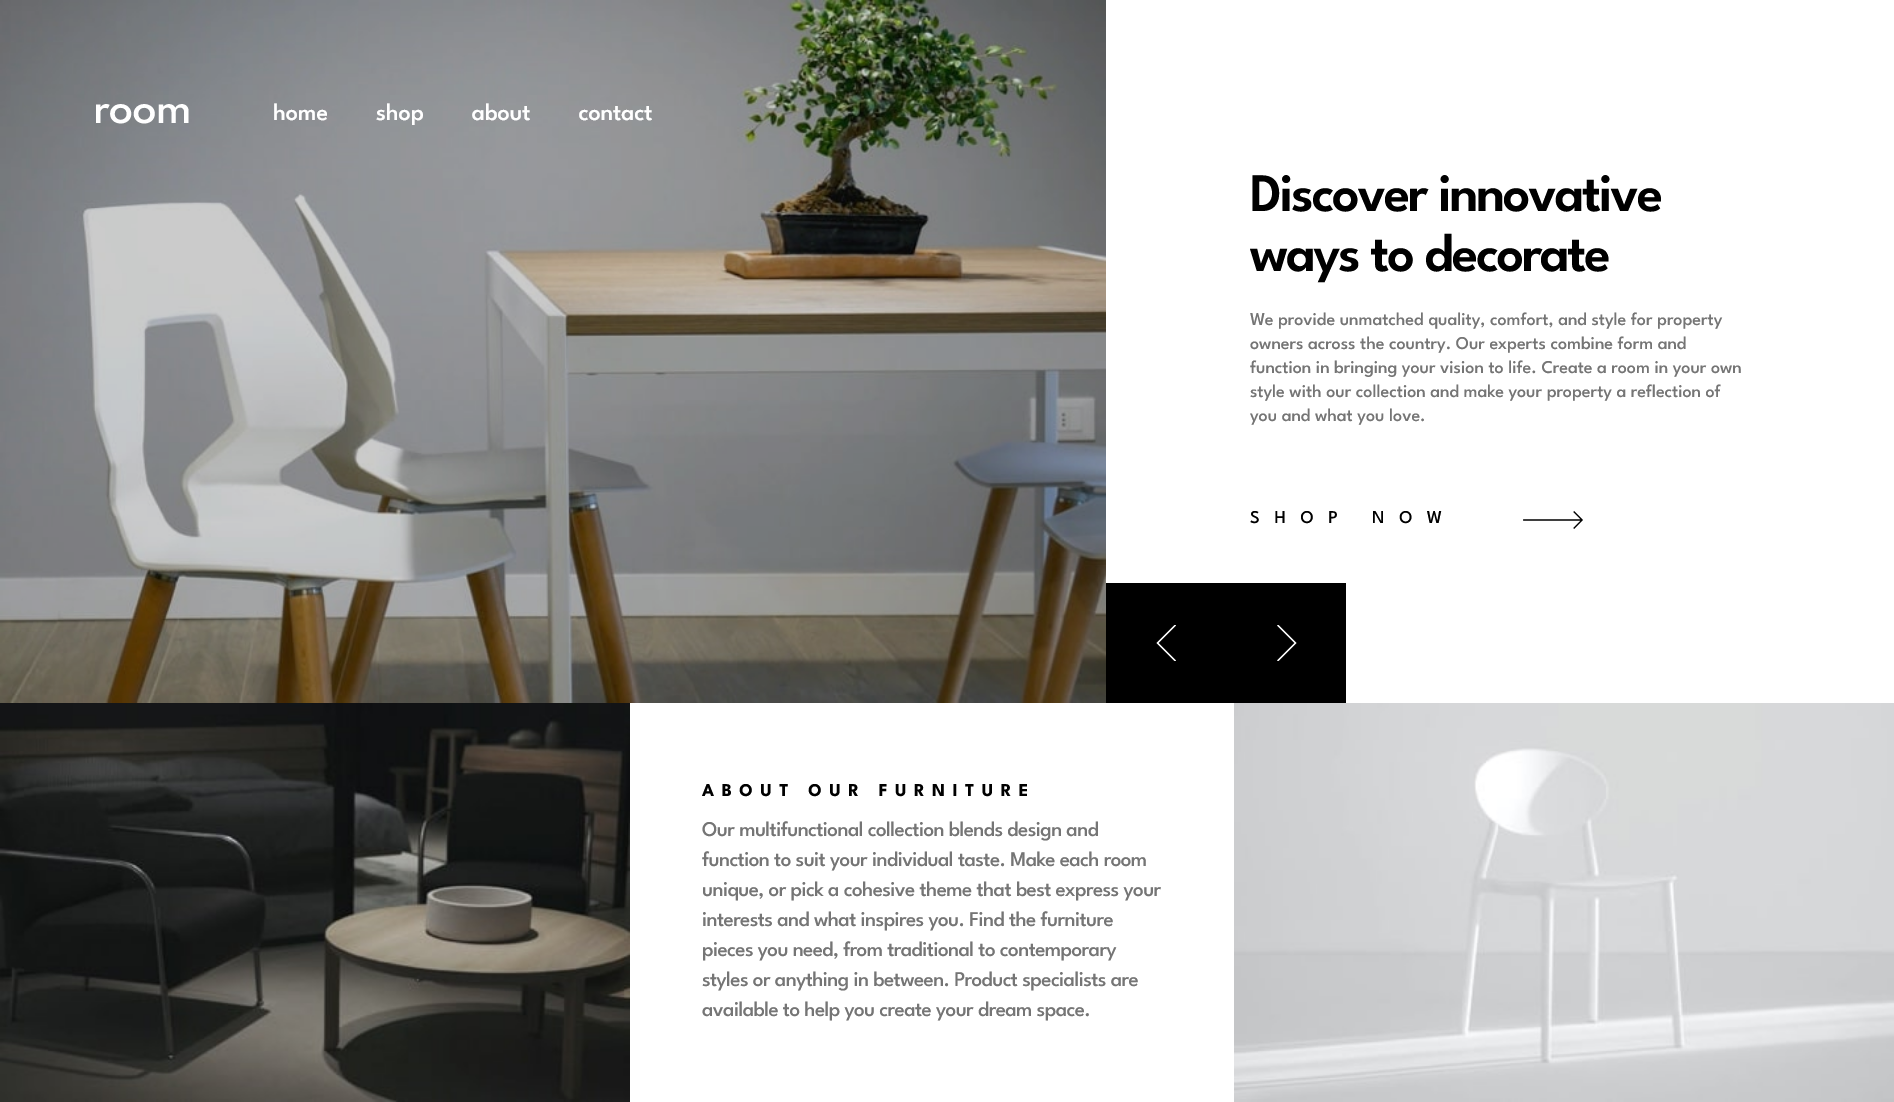 room
home shop about contact
Discover innovative
ways to decorate
We provide unmatched quality, comfort, and style for property
owners across the country. Our experts combine form and
function in bringing your vision to life. Create a room in your own
style with our collection and make your property a reflection of
you and what you love.
SHOP NOW
ABOUT OUR FURNITURE
Our multifunctional collection blends design and
function to suit your individual taste. Make each room
unique, or pick a cohesive theme that best express your
interests and what inspires you. Find the furniture
pieces you need, from traditional to contemporary
styles or anything in between. Product specialists are
available to help you create your dream space.